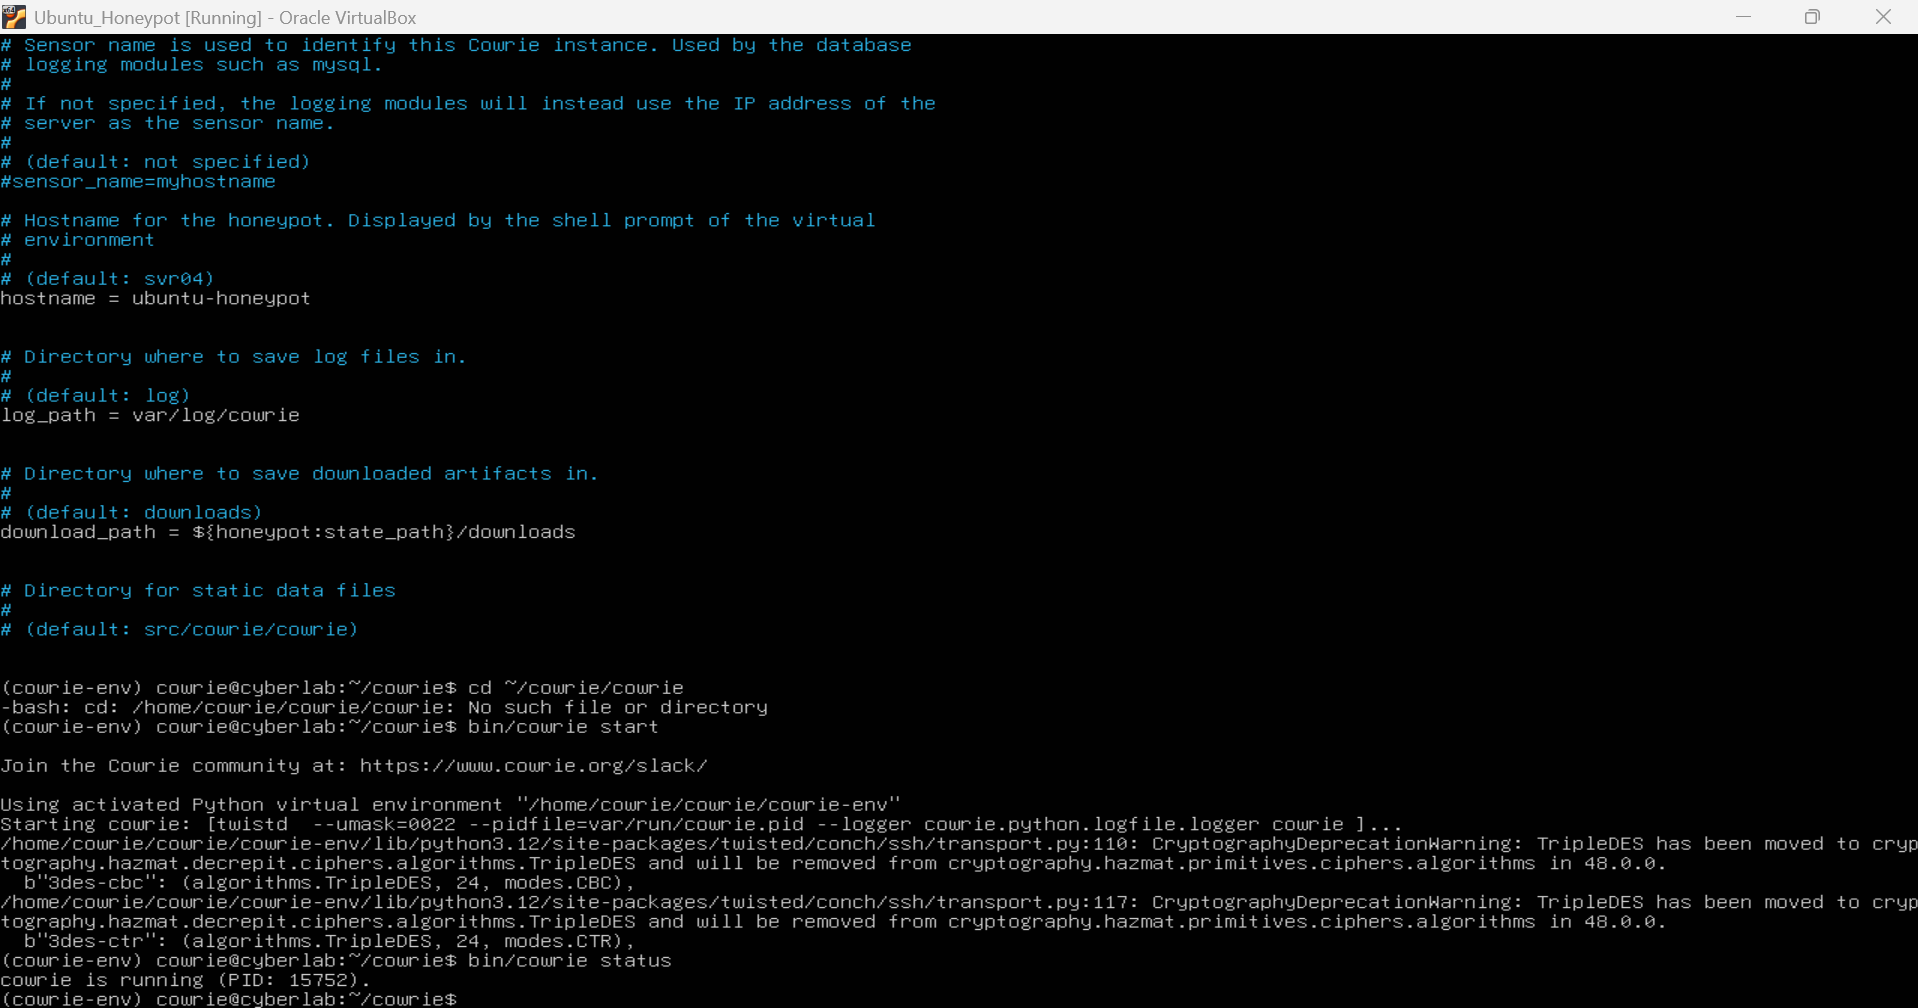 Ubuntu_Honeypot [Running] - Oracle VirtualBox
# Sensor name is used to identify this Cowrie instance. Used by the database
# logging modules such as mysql.
#
# If not specified, the logging modules will instead use the IP address of the
# server as the sensor name.
#
# (default: not specified)
#sensor_name=myhostname
# Hostname for the honeypot. Displayed by the shell prompt of the virtual
# environment
#
# (default: svr04)
hostname = ubuntu-honeypot
# Directory where to save log files in.
#
# (default: log)
log_path = var/log/cowrie
# Directory where to save downloaded artifacts in.
#
# (default: downloads)
download_path = ${honeypot:state_path}/downloads
# Directory for static data files
#
# (default: src/cowrie/cowrie)
(cowrie-env) cowrie@cyberlab:~/cowrie$ cd ~/cowrie/cowrie
-bash: cd: /home/cowrie/cowrie/cowrie: No such file or directory
(cowrie-env) cowrie@cyberlab:~/cowrie$ bin/cowrie start
Join the Cowrie community at: https://www.cowrie.org/slack/
Using activated Python virtual environment "/home/cowrie/cowrie/cowrie-env"
Starting cowrie: [twistd  --umask=0022 --pidfile=var/run/cowrie.pid --logger cowrie.python.logfile.logger cowrie ]...
/home/cowrie/cowrie/cowrie-env/lib/python3.12/site-packages/twisted/conch/ssh/transport.py:110: CryptographyDeprecationWarning: TripleDES has been moved to cryp
tography.hazmat.decrepit.ciphers.algorithms.TripleDES and will be removed from cryptography.hazmat.primitives.ciphers.algorithms in 48.0.0.
  b"3des-cbc": (algorithms.TripleDES, 24, modes.CBC),
/home/cowrie/cowrie/cowrie-env/lib/python3.12/site-packages/twisted/conch/ssh/transport.py:117: CryptographyDeprecationWarning: TripleDES has been moved to cryp
tography.hazmat.decrepit.ciphers.algorithms.TripleDES and will be removed from cryptography.hazmat.primitives.ciphers.algorithms in 48.0.0.
  b"3des-ctr": (algorithms.TripleDES, 24, modes.CTR),
(cowrie-env) cowrie@cyberlab:~/cowrie$ bin/cowrie status
cowrie is running (PID: 15752).
(cowrie-env) cowrie@cyberlab:~/cowrie$